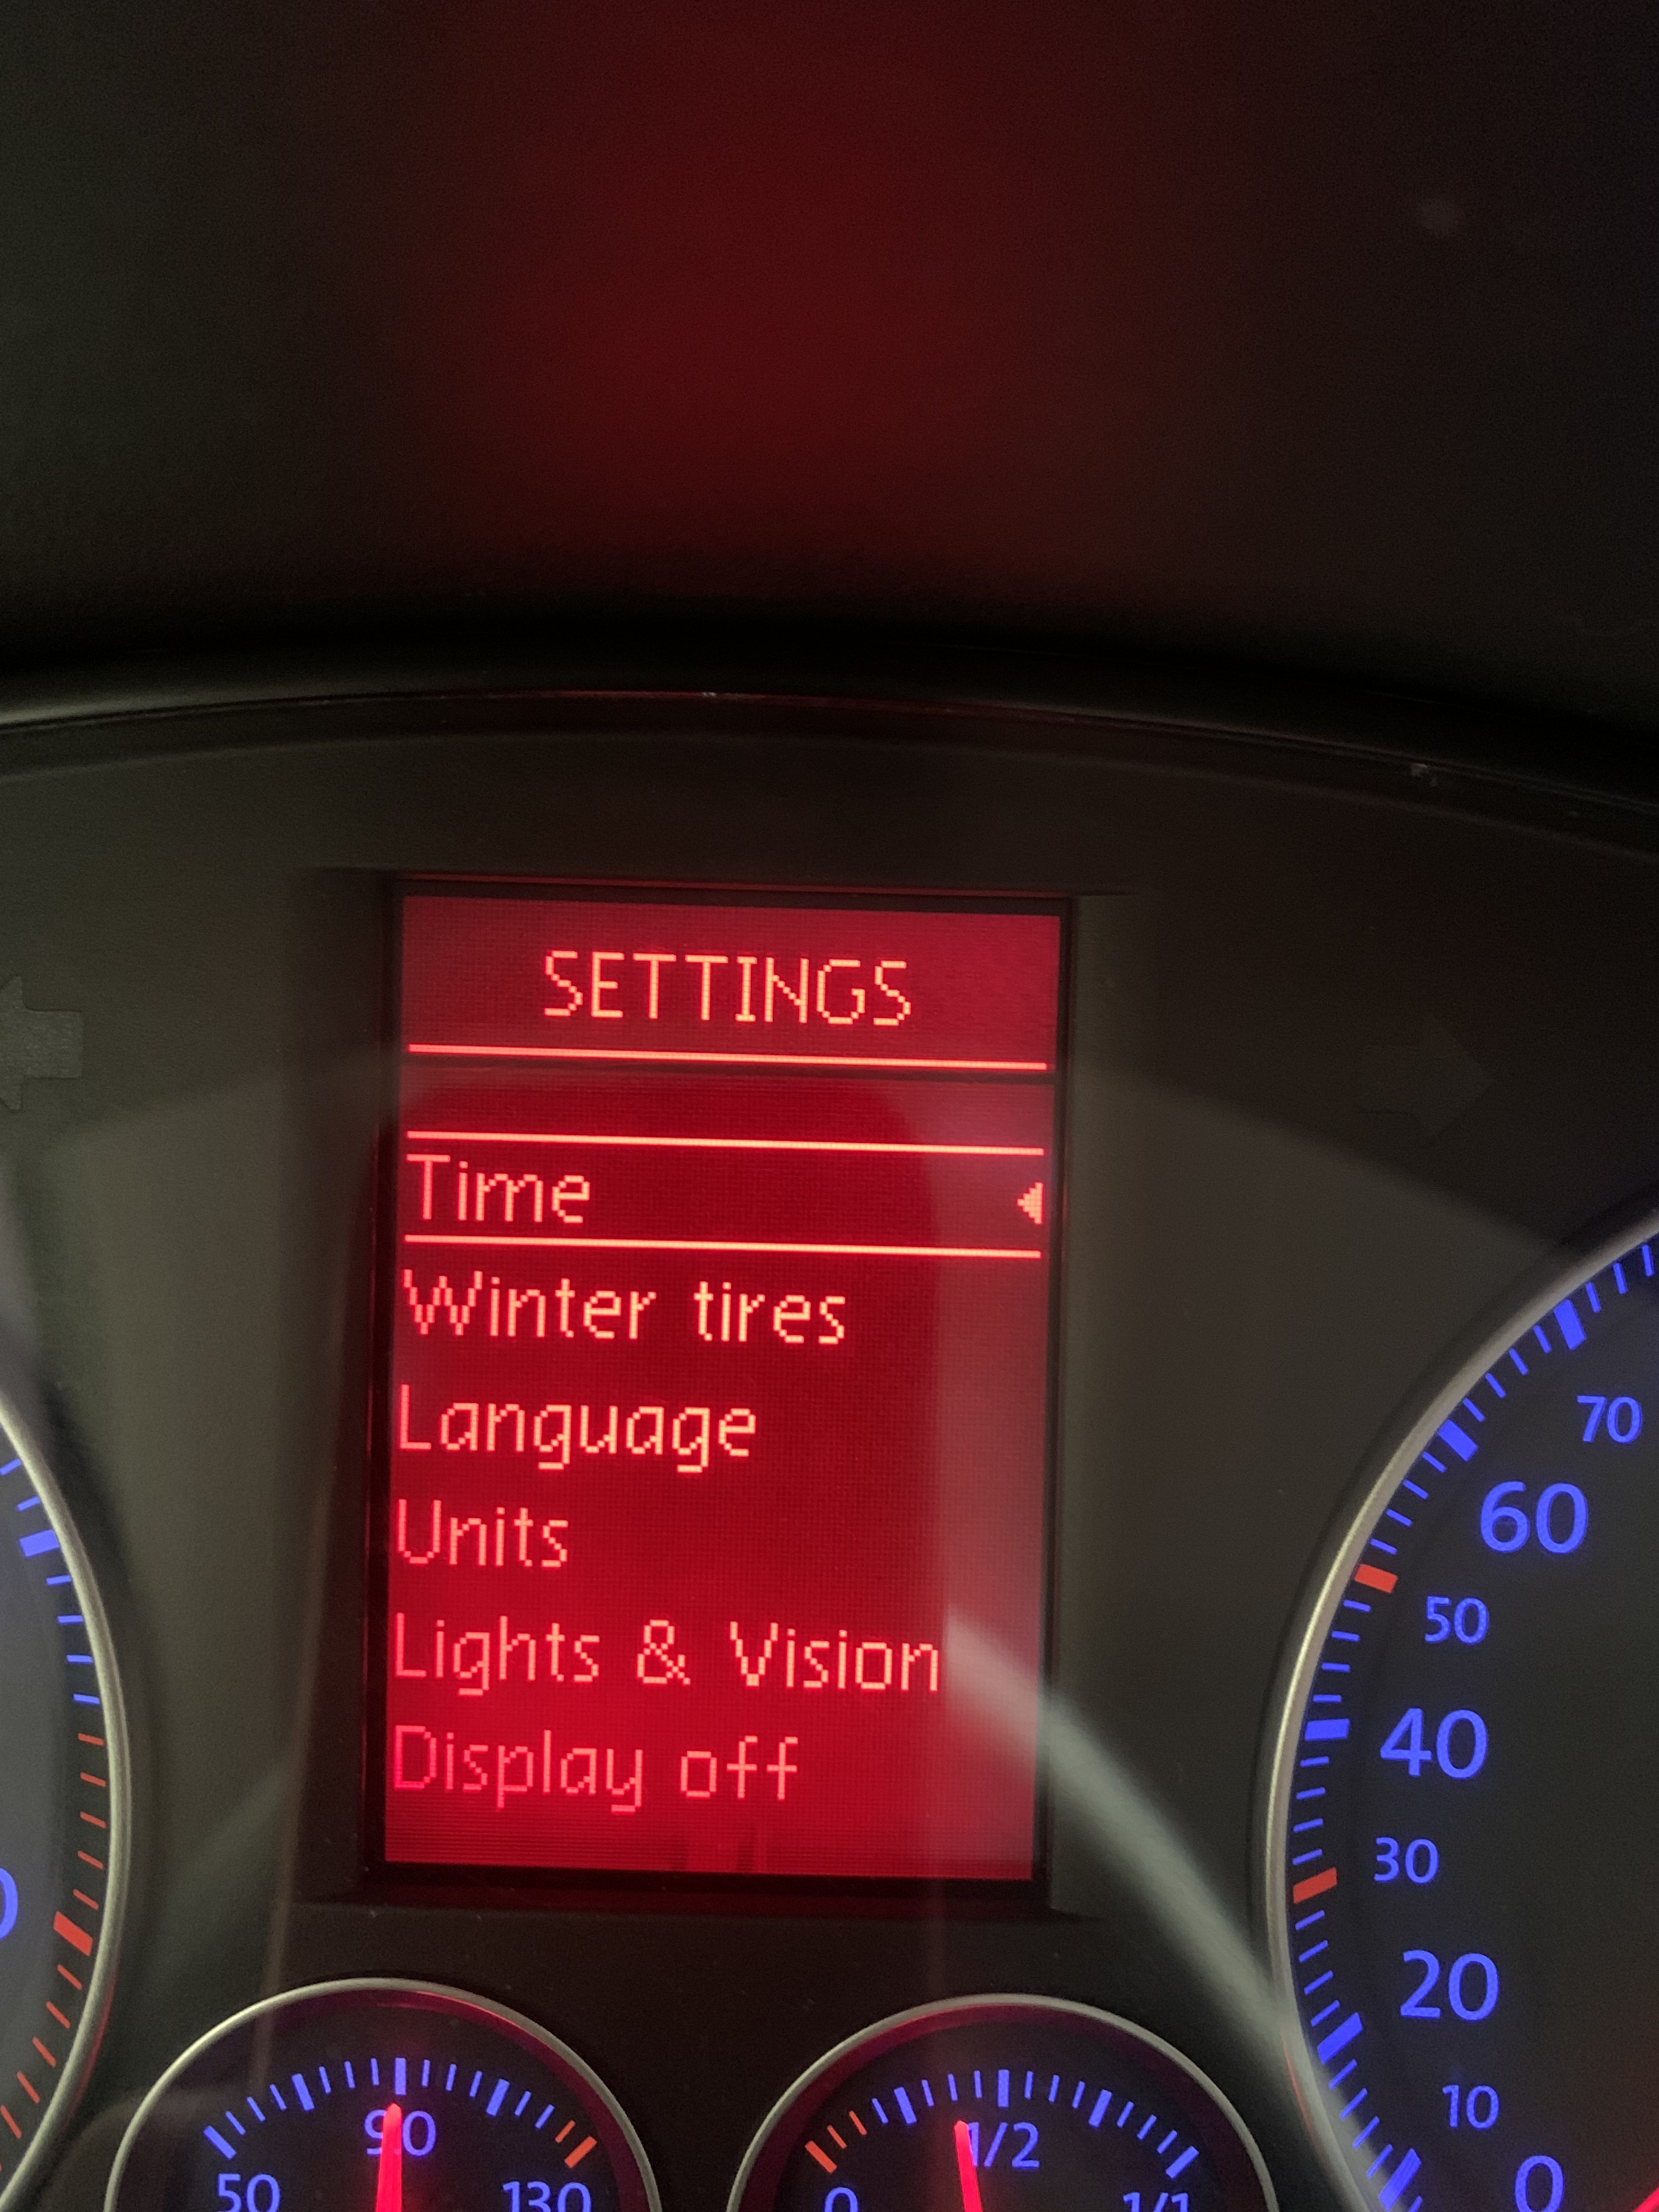 SETTINGS
Time
Winter tires
Language
Units
Lights & Vision
Display off
70
60
50
40
30
20
10
0
90
50
130
1/2
0
1/1